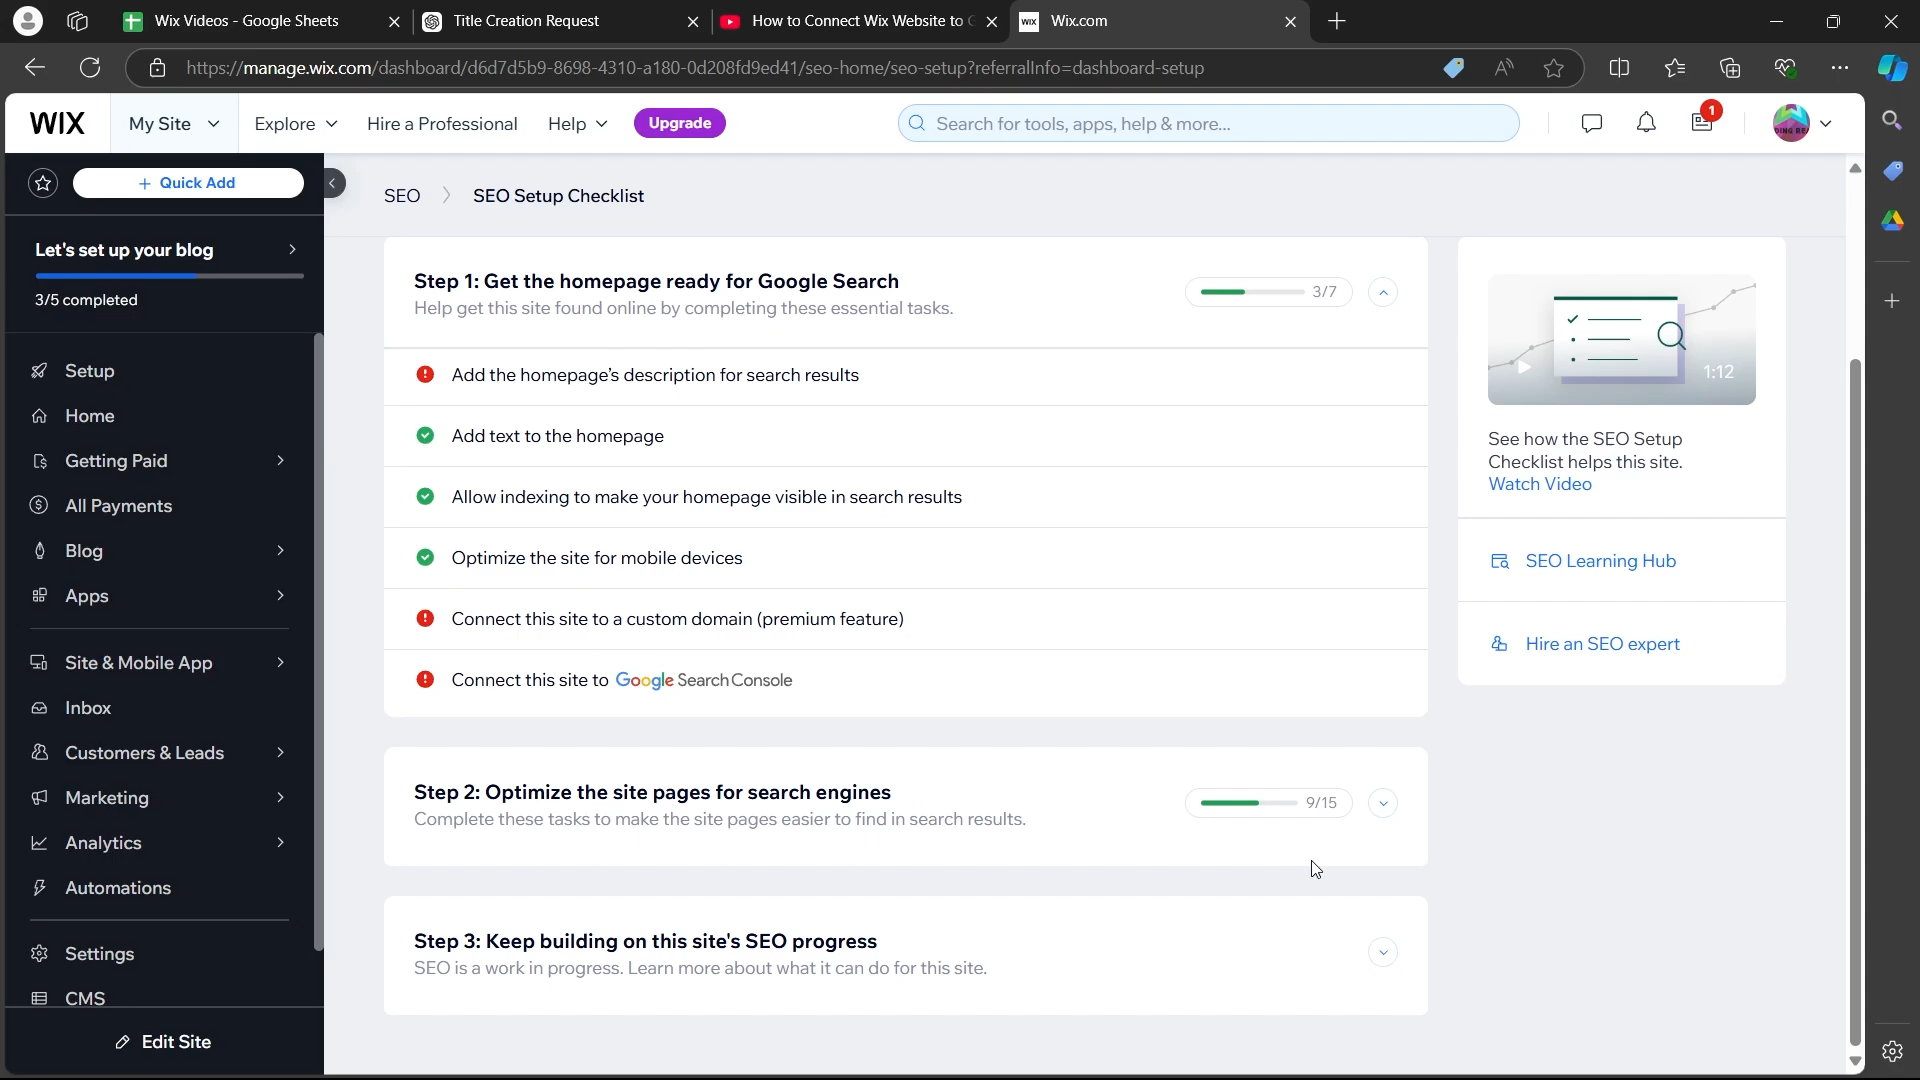 Wix Videos - Google Sheets
Title Creation Request
How to Connect Wix Website to
Wix.com
https://manage.wix.com/dashboard/d6d7d5b9-8698-4310-a180-0d208fd9ed41/seo-home/seo-setup?referralInfo=dashboard-setup
WIX
My Site
Explore
Hire a Professional
Help
Upgrade
Search for tools, apps, help & more...
1
+ Quick Add
Let's set up your blog
3/5 completed
Setup
Home
Getting Paid
All Payments
Blog
Apps
Site & Mobile App
Inbox
Customers & Leads
Marketing
Analytics
Automations
Settings
CMS
Edit Site
SEO > SEO Setup Checklist
Step 1: Get the homepage ready for Google Search
Help get this site found online by completing these essential tasks.
3/7
Add the homepage's description for search results
Add text to the homepage
Allow indexing to make your homepage visible in search results
Optimize the site for mobile devices
Connect this site to a custom domain (premium feature)
Connect this site to Google Search Console
Step 2: Optimize the site pages for search engines
Complete these tasks to make the site pages easier to find in search results.
9/15
Step 3: Keep building on this site's SEO progress
SEO is a work in progress. Learn more about what it can do for this site.
1:12
See how the SEO Setup
Checklist helps this site.
Watch Video
SEO Learning Hub
Hire an SEO expert